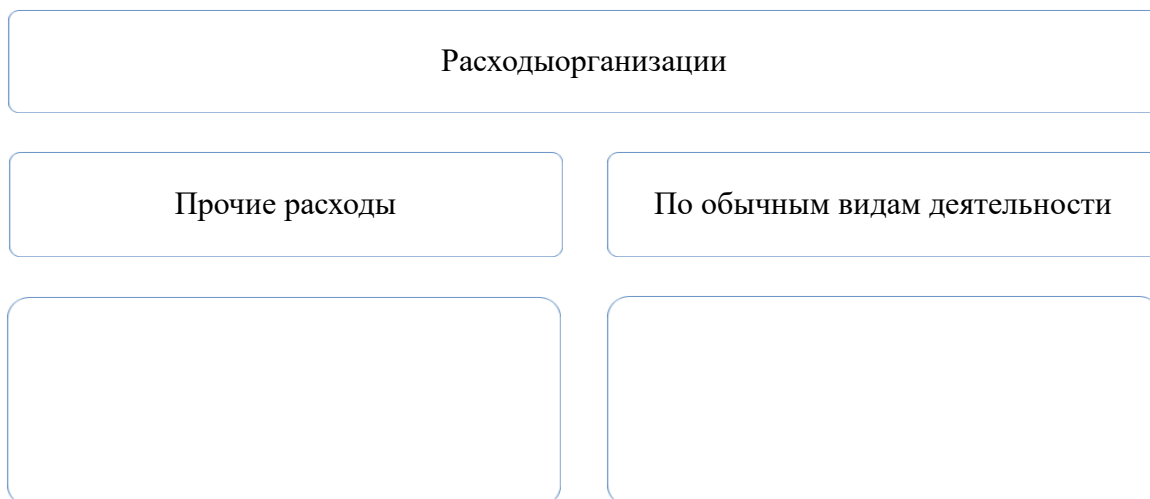 Расходыорганизации
Прочие расходы
По обычным видам деятельности